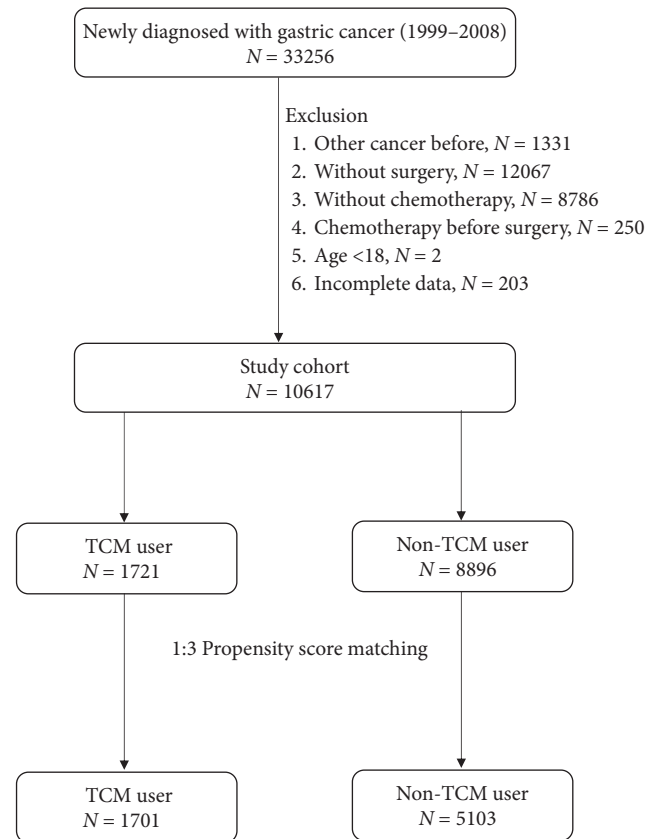 Newly diagnosed with gastric cancer (1999–2008)
N = 33256
Exclusion
1. Other cancer before, N = 1331
2. Without surgery, N = 12067
3. Without chemotherapy, N = 8786
4. Chemotherapy before surgery, N = 250
5. Age <18, N = 2
6. Incomplete data, N = 203
Study cohort
N = 10617
TCM user
N = 1721
Non-TCM user
N = 8896
1:3 Propensity score matching
TCM user
N = 1701
Non-TCM user
N = 5103